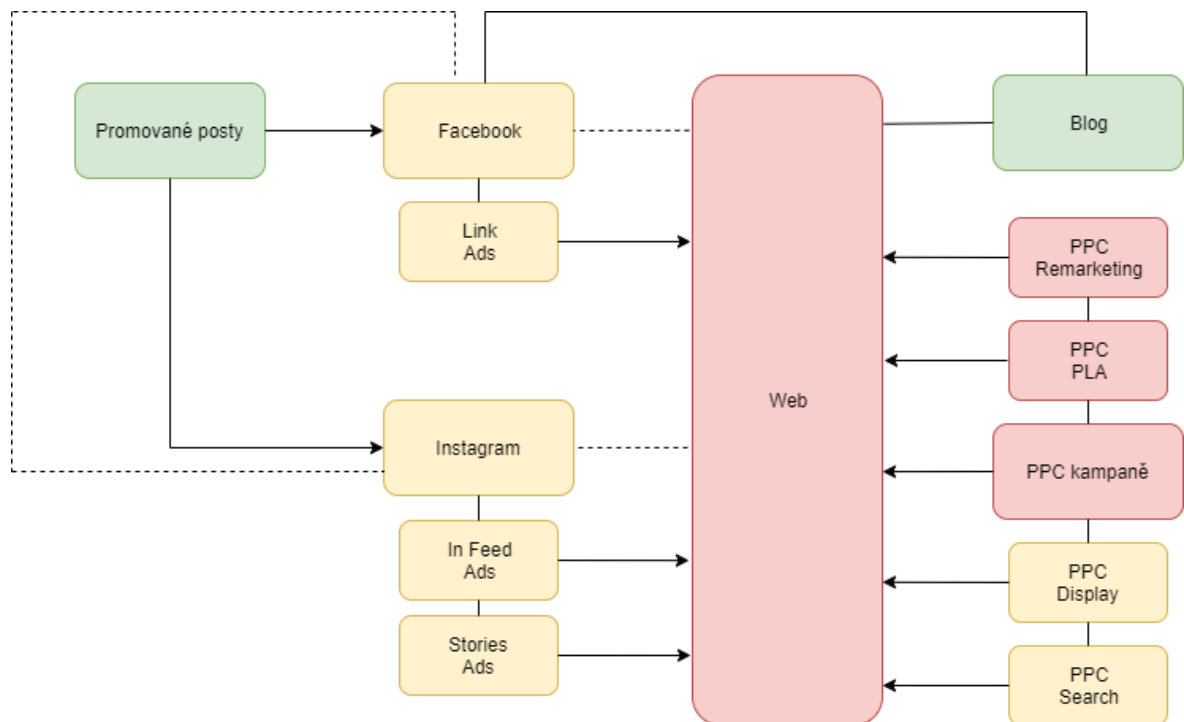 Promované posty
Facebook
Blog
Link
Ads
PPC
Remarketing
PPC
PLA
Web
Instagram
PPC kampaně
In Feed
Ads
PPC
Display
Stories
Ads
PPC
Search